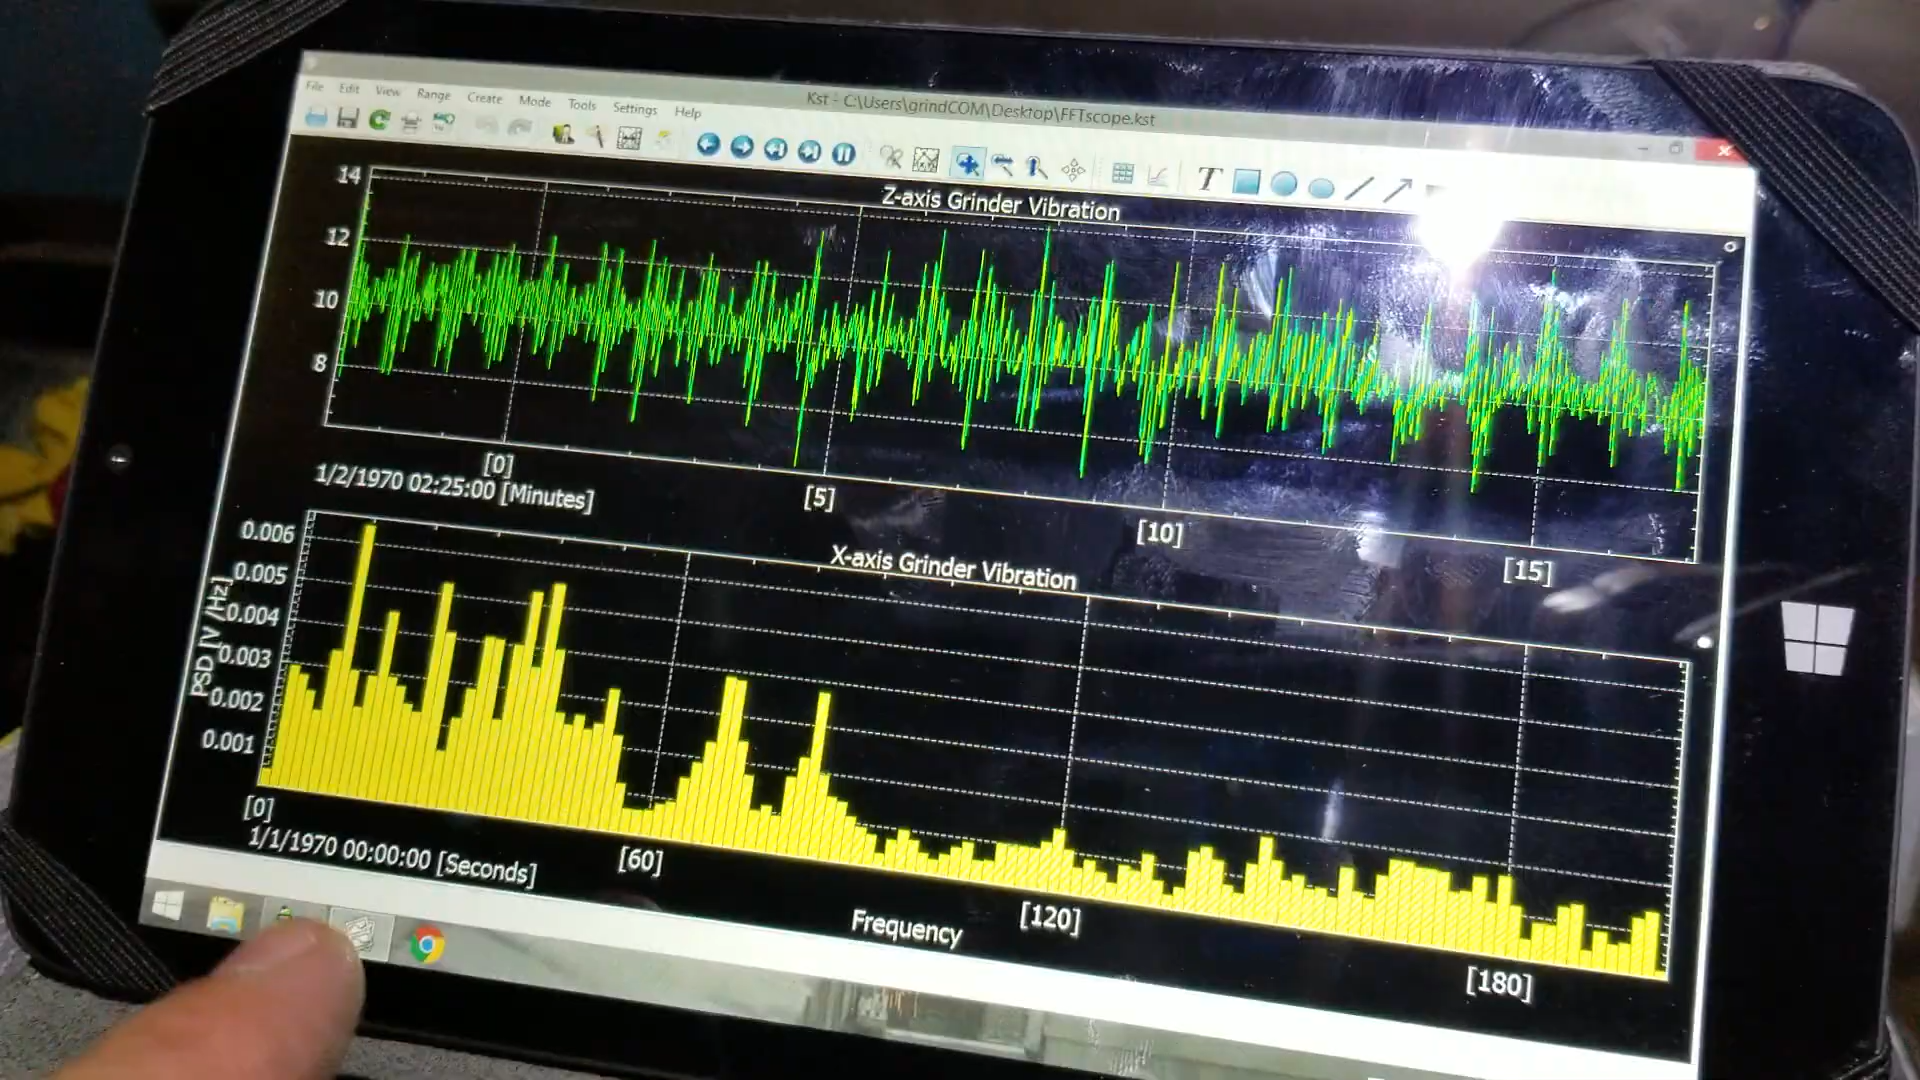 Kst - C:\Users\grindCOM\Desktop\FFTscope.kst
File Edit View Range Create Mode Tools Settings Help
T
Z-axis Grinder Vibration
14
12
10
8
[0] [5] [10] [15]
1/2/1970 02:25:00 [Minutes]
X-axis Grinder Vibration
0.006
0.005
0.004
0.003
0.002
0.001
PSD [V /Hz]
[0] [60] [120] [180]
1/1/1970 00:00:00 [Seconds]
Frequency